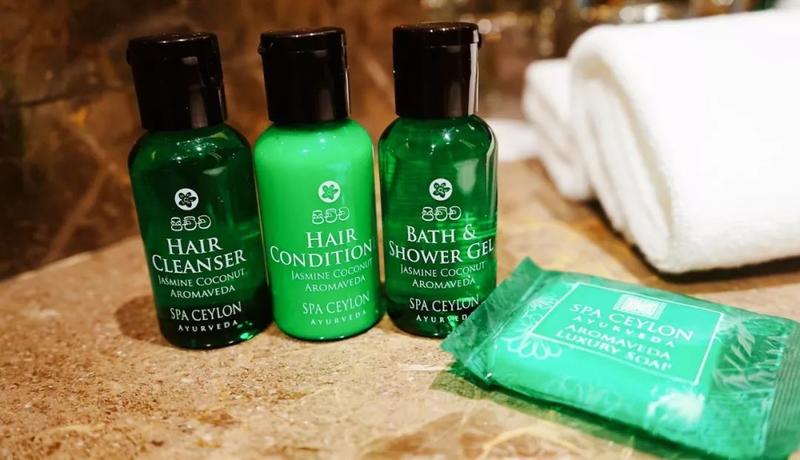 පිච්ච
HAIR
CLEANSER
JASMINE COCONUT
AROMAVEDA
SPA CEYLON
AYURVEDA
පිච්ච
HAIR
CONDITION
JASMINE COCONUT
AROMAVEDA
SPA CEYLON
AYURVEDA
පිච්ච
BATH &
SHOWER GEL
JASMINE COCONUT
AROMAVEDA
SPA CEYLON
AYURVEDA
SPA CEYLON
AYURVEDA
AROMAVEDA
LUXURY SOAP